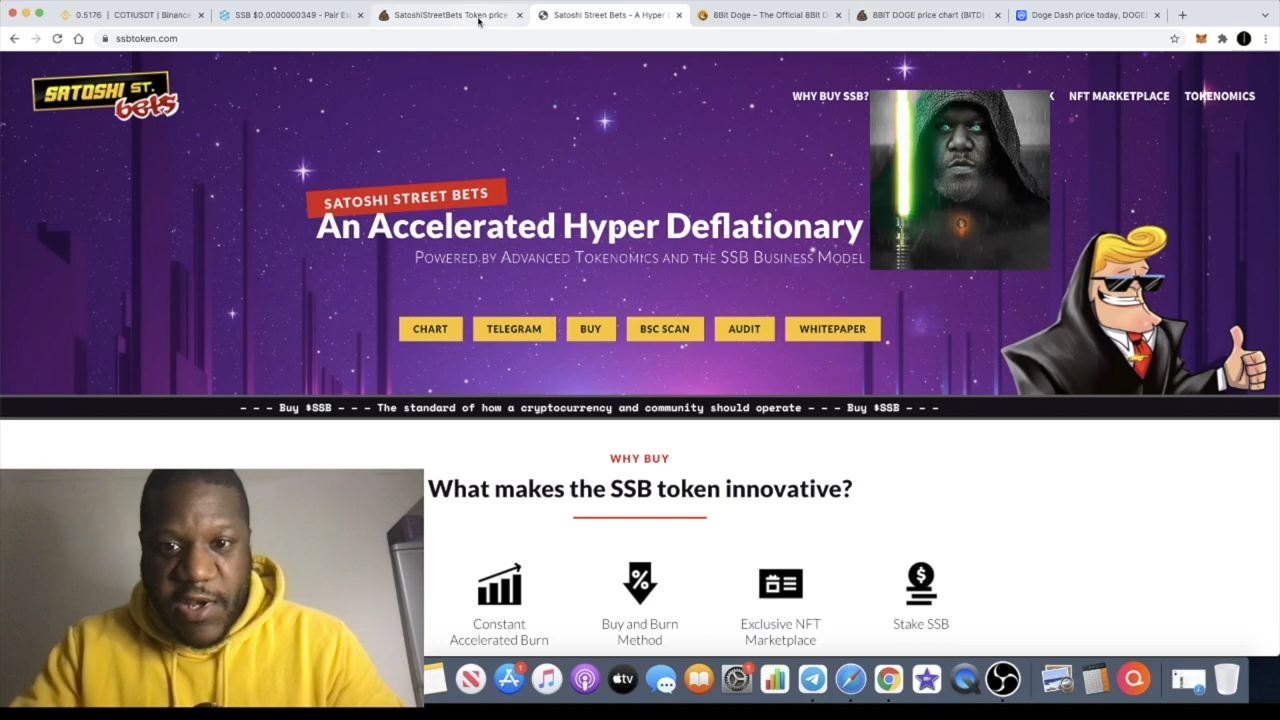 0.5176 | COTIUSDT | Binance
SSB $0.0000000349 - Pair Ex
SatoshiStreetBets Token price
Satoshi Street Bets - A Hyper
8Bit Doge – The Official 8Bit D
8BIT DOGE price chart (BITD)
Doge Dash price today, DOGE
ssbtoken.com
SATOSHI ST.
bets
WHY BUY SSB?
K
NFT MARKETPLACE
TOKENOMICS
SATOSHI STREET BETS
An Accelerated Hyper Deflationary
Powered by Advanced Tokenomics and the SSB Business Model
CHART
TELEGRAM
BUY
BSC SCAN
AUDIT
WHITEPAPER
- - - Buy $SSB - - - The standard of how a cryptocurrency and community should operate - - - Buy $SSB - - -
WHY BUY
What makes the SSB token innovative?
Constant
Accelerated Burn
Buy and Burn
Method
Exclusive NFT
Marketplace
Stake SSB
tv
1
1